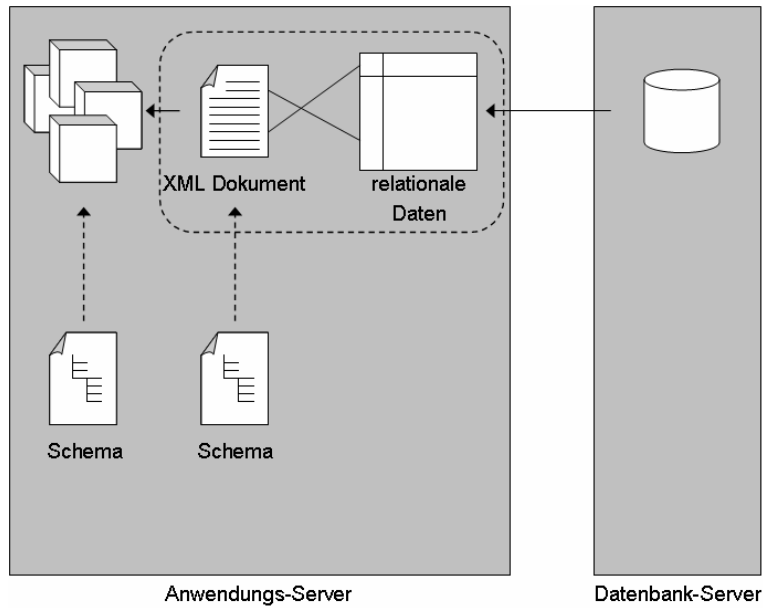 XML Dokument
relationale
Daten
Schema
Schema
Anwendungs-Server
Datenbank-Server